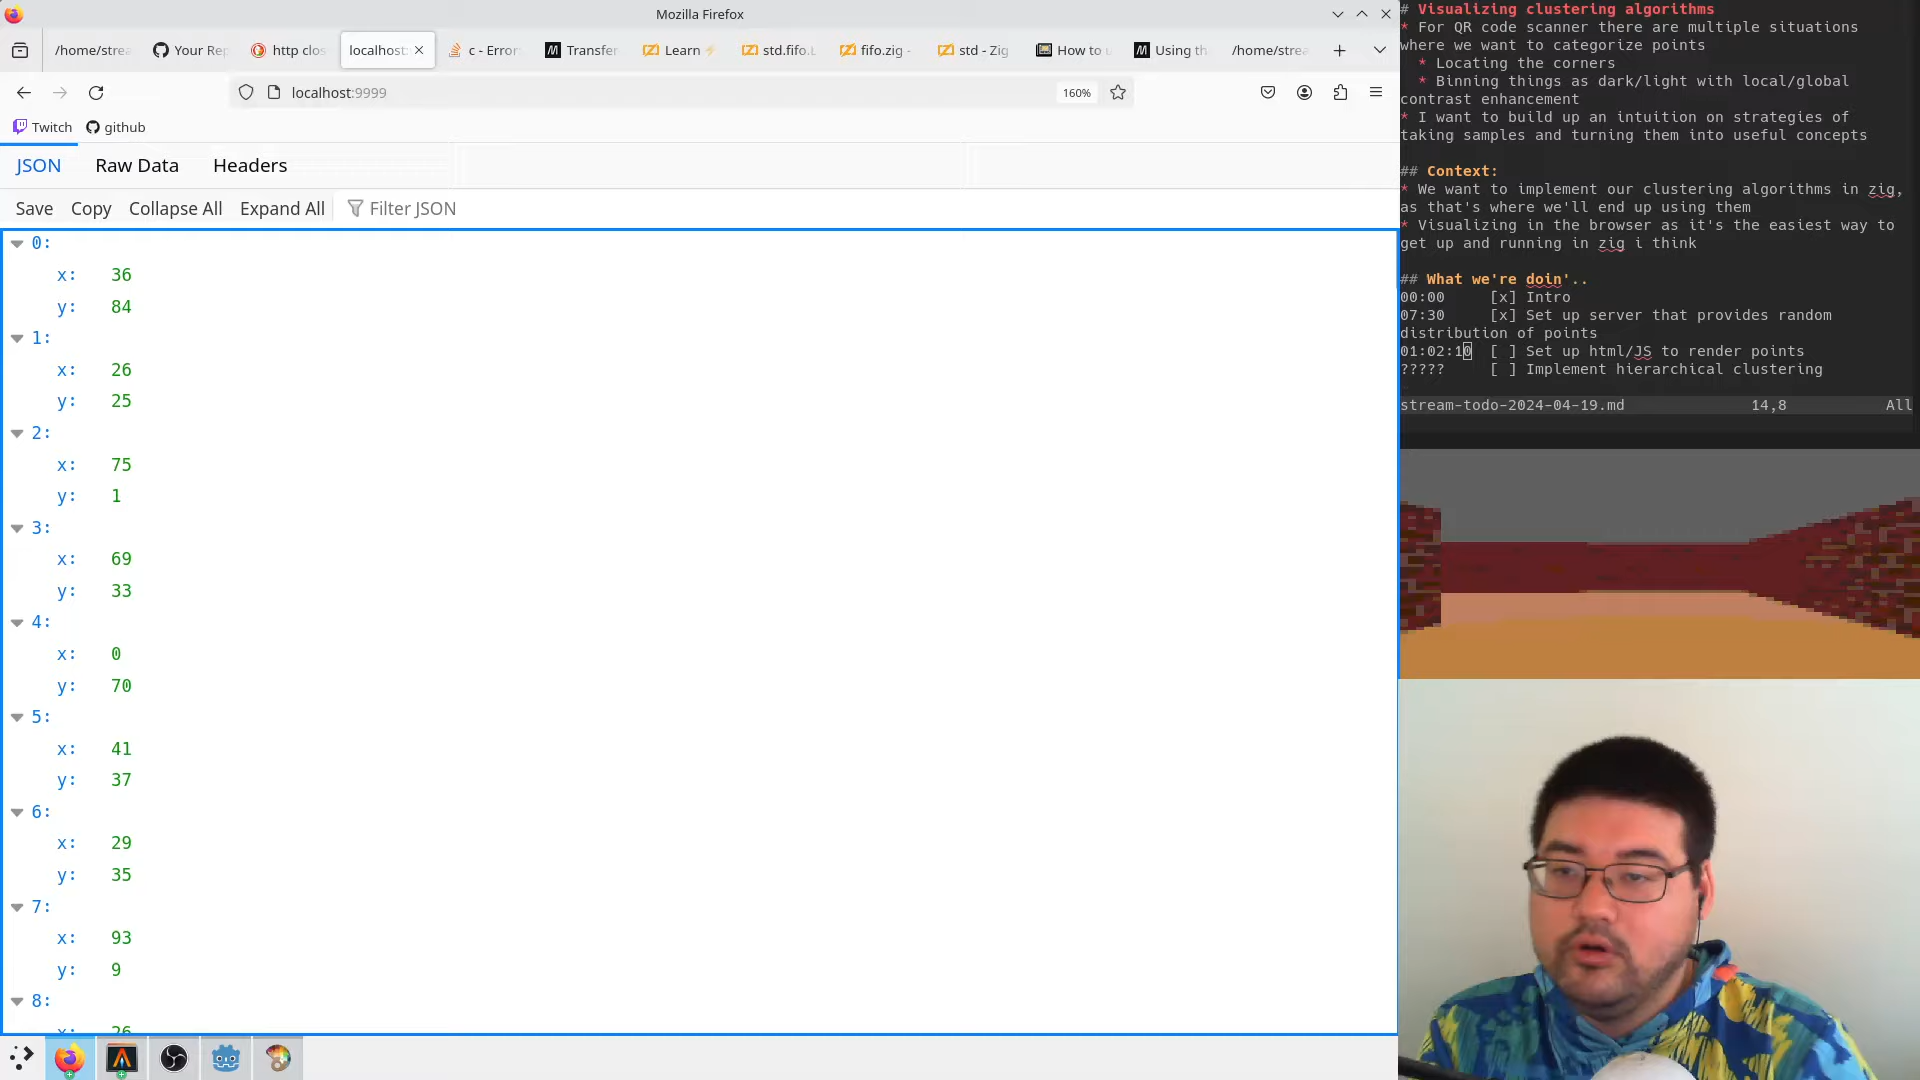 Mozilla Firefox
/home/strea
Your Rep
http clos
localhost:
c - Error
Transfer
Learn
std.fifo.L
fifo.zig -
std - Zig
How to u
Using th
/home/strea
localhost:9999
160%
Twitch
github
JSON
Raw Data
Headers
Save
Copy
Collapse All
Expand All
Filter JSON
0:
x: 36
y: 84
1:
x: 26
y: 25
2:
x: 75
y: 1
3:
x: 69
y: 33
4:
x: 0
y: 70
5:
x: 41
y: 37
6:
x: 29
y: 35
7:
x: 93
y: 9
8:
x: 26
# Visualizing clustering algorithms
* For QR code scanner there are multiple situations
where we want to categorize points
* Locating the corners
* Binning things as dark/light with local/global
contrast enhancement
* I want to build up an intuition on strategies of
taking samples and turning them into useful concepts
## Context:
* We want to implement our clustering algorithms in zig,
as that's where we'll end up using them
* Visualizing in the browser as it's the easiest way to
get up and running in zig i think
## What we're doin'..
00:00 [x] Intro
07:30 [x] Set up server that provides random
distribution of points
01:02:10 [ ] Set up html/JS to render points
????? [ ] Implement hierarchical clustering
stream-todo-2024-04-19.md 14,8 All